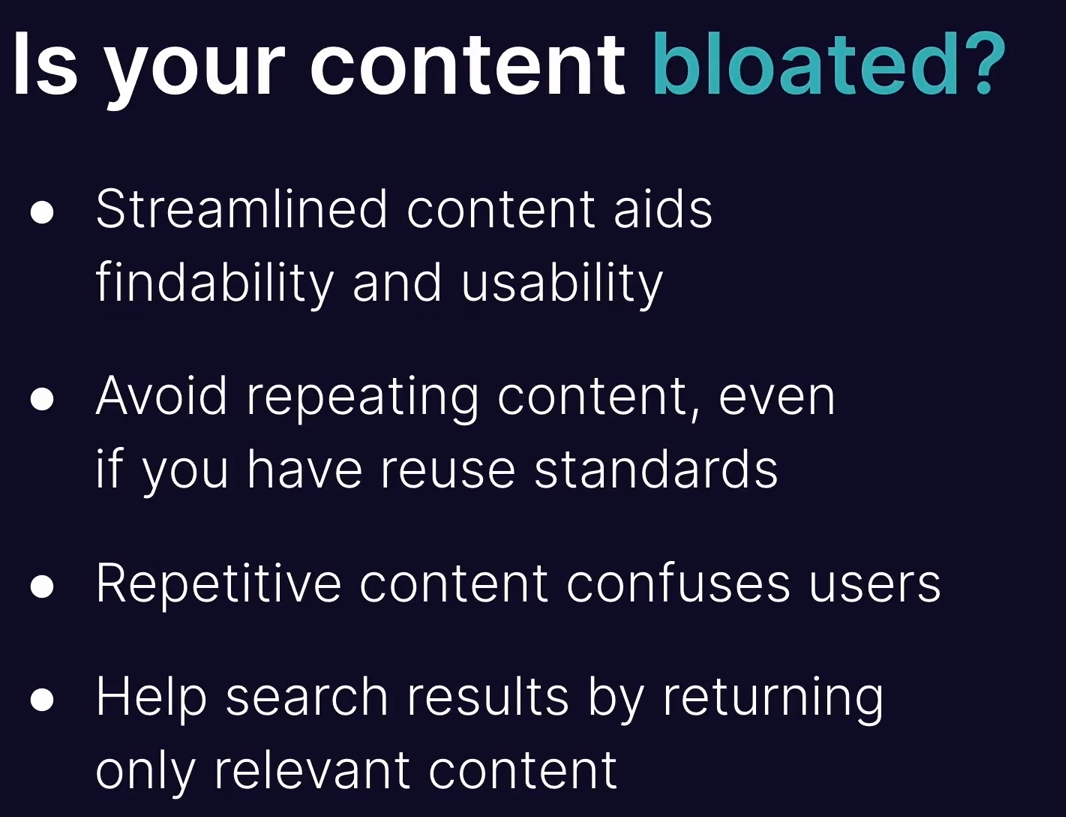 Is your content bloated?
● Streamlined content aids
findability and usability
● Avoid repeating content, even
if you have reuse standards
● Repetitive content confuses users
● Help search results by returning
only relevant content